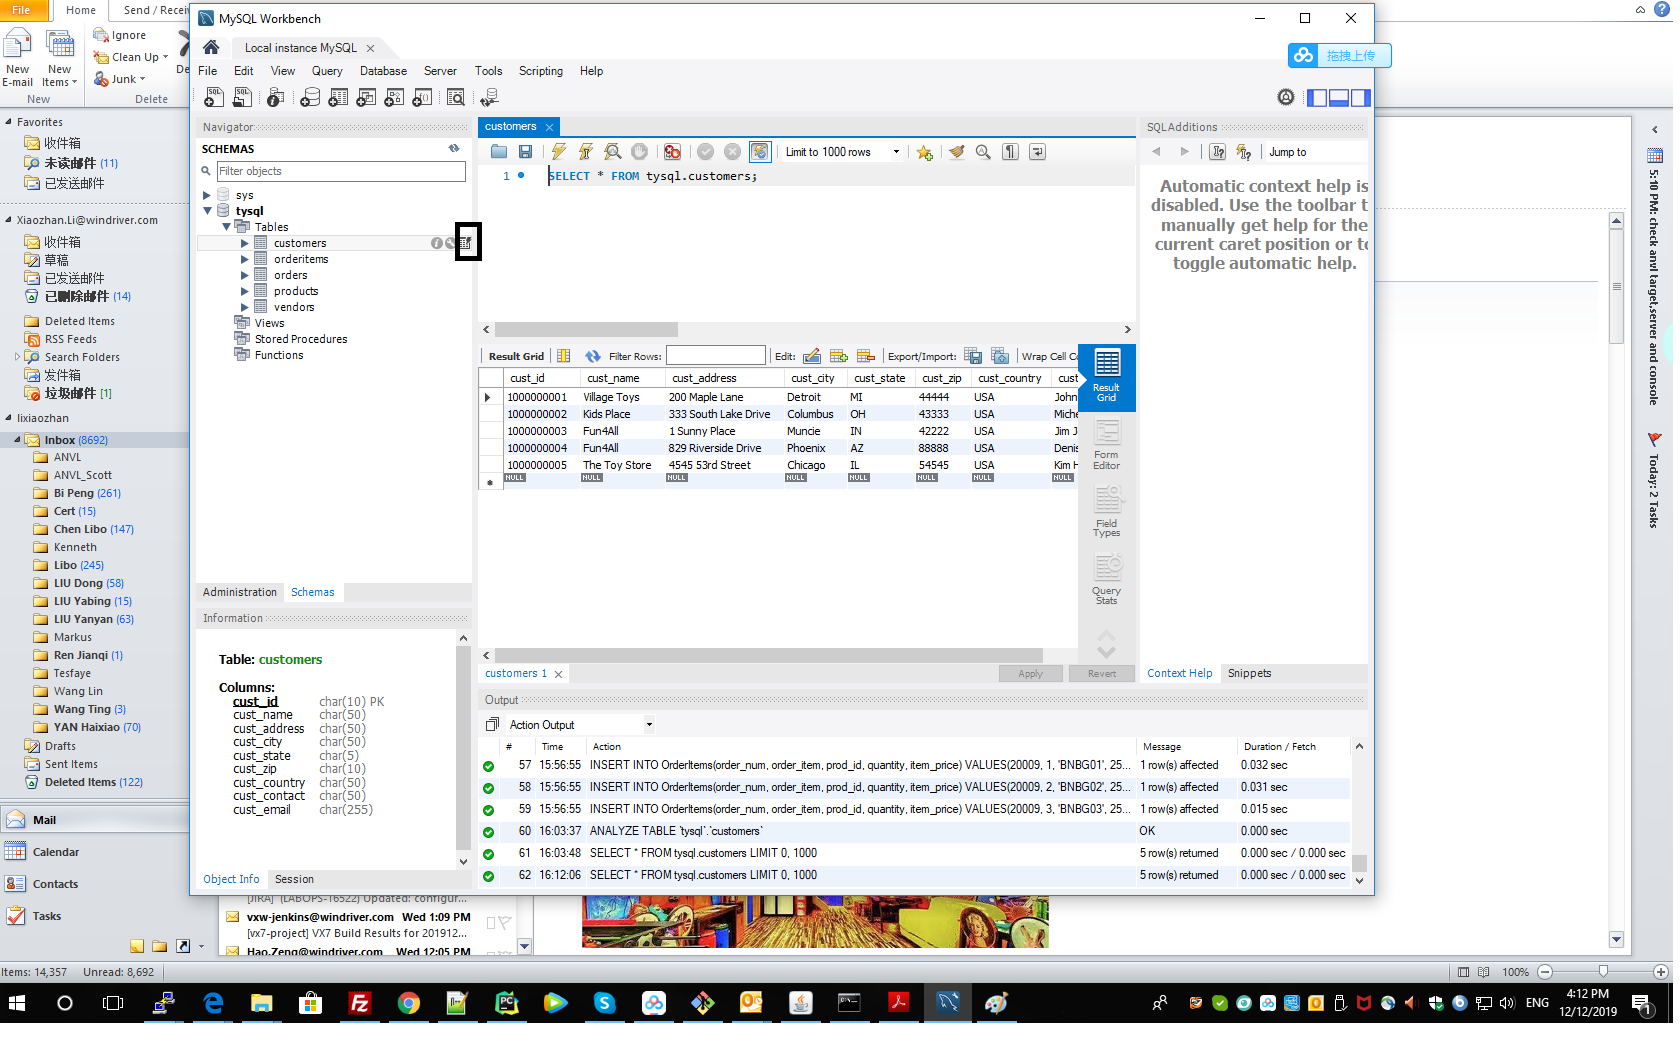 File
Home
Send / Recei
New
E-mail
New
Items
Ignore
Clean Up
Junk
De
New
Delete
Favorites
收件箱
未读邮件 (11)
已发送邮件
Xiaozhan.Li@windriver.com
收件箱
草稿
已发送邮件
已删除邮件 (14)
Deleted Items
RSS Feeds
Search Folders
发件箱
垃圾邮件 [1]
lixiaozhan
Inbox (8692)
ANVL
ANVL_Scott
Bi Peng (261)
Cert (15)
Chen Libo (147)
Kenneth
Libo (245)
LIU Dong (58)
LIU Yabing (15)
LIU Yanyan (63)
Markus
Ren Jianqi (1)
Tesfaye
Wang Lin
Wang Ting (3)
YAN Haixiao (70)
Drafts
Sent Items
Deleted Items (122)
Mail
Calendar
Contacts
Tasks
Items: 14,357 Unread: 8,692
MySQL Workbench
Local instance MySQL
拖拽上传
File Edit View Query Database Server Tools Scripting Help
Navigator
SCHEMAS
Filter objects
sys
tysql
Tables
customers
orderitems
orders
products
vendors
Views
Stored Procedures
Functions
Administration Schemas
Information
Table: customers
Columns:
cust_id char(10) PK
cust_name char(50)
cust_address char(50)
cust_city char(50)
cust_state char(5)
cust_zip char(10)
cust_country char(50)
cust_contact char(50)
cust_email char(255)
Object Info Session
customers
Limit to 1000 rows
1 SELECT * FROM tysql.customers;
Result Grid Filter Rows: Edit: Export/Import: Wrap Cell Co
cust_id cust_name cust_address cust_city cust_state cust_zip cust_country cust
1000000001 Village Toys 200 Maple Lane Detroit MI 44444 USA John
1000000002 Kids Place 333 South Lake Drive Columbus OH 43333 USA Miche
1000000003 Fun4All 1 Sunny Place Muncie IN 42222 USA Jim J
1000000004 Fun4All 829 Riverside Drive Phoenix AZ 88888 USA Denis
1000000005 The Toy Store 4545 53rd Street Chicago IL 54545 USA Kim H
NULL NULL NULL NULL NULL NULL NULL NULL
Result
Grid
Form
Editor
Field
Types
Query
Stats
customers 1
Apply Revert
SQLAdditions
Jump to
Automatic context help is
disabled. Use the toolbar t
manually get help for the
current caret position or to
toggle automatic help.
Context Help Snippets
Output
Action Output
# Time Action Message Duration / Fetch
57 15:56:55 INSERT INTO OrderItems(order_num, order_item, prod_id, quantity, item_price) VALUES(20009, 1, 'BNBG01', 25... 1 row(s) affected 0.032 sec
58 15:56:55 INSERT INTO OrderItems(order_num, order_item, prod_id, quantity, item_price) VALUES(20009, 2, 'BNBG02', 25... 1 row(s) affected 0.031 sec
59 15:56:55 INSERT INTO OrderItems(order_num, order_item, prod_id, quantity, item_price) VALUES(20009, 3, 'BNBG03', 25... 1 row(s) affected 0.015 sec
60 16:03:37 ANALYZE TABLE `tysql`.`customers` OK 0.000 sec
61 16:03:48 SELECT * FROM tysql.customers LIMIT 0, 1000 5 row(s) returned 0.000 sec / 0.000 sec
62 16:12:06 SELECT * FROM tysql.customers LIMIT 0, 1000 5 row(s) returned 0.000 sec / 0.000 sec
[JIRA] (LABOPS-16522) Updated: configur...
vxw-jenkins@windriver.com Wed 1:09 PM
[vx7-project] VX7 Build Results for 201912...
Hao.Zeng@windriver.com Wed 12:05 PM
5:10 PM: check anvl target,server and console
Today: 2 Tasks
100%
ENG
4:12 PM
12/12/2019
1